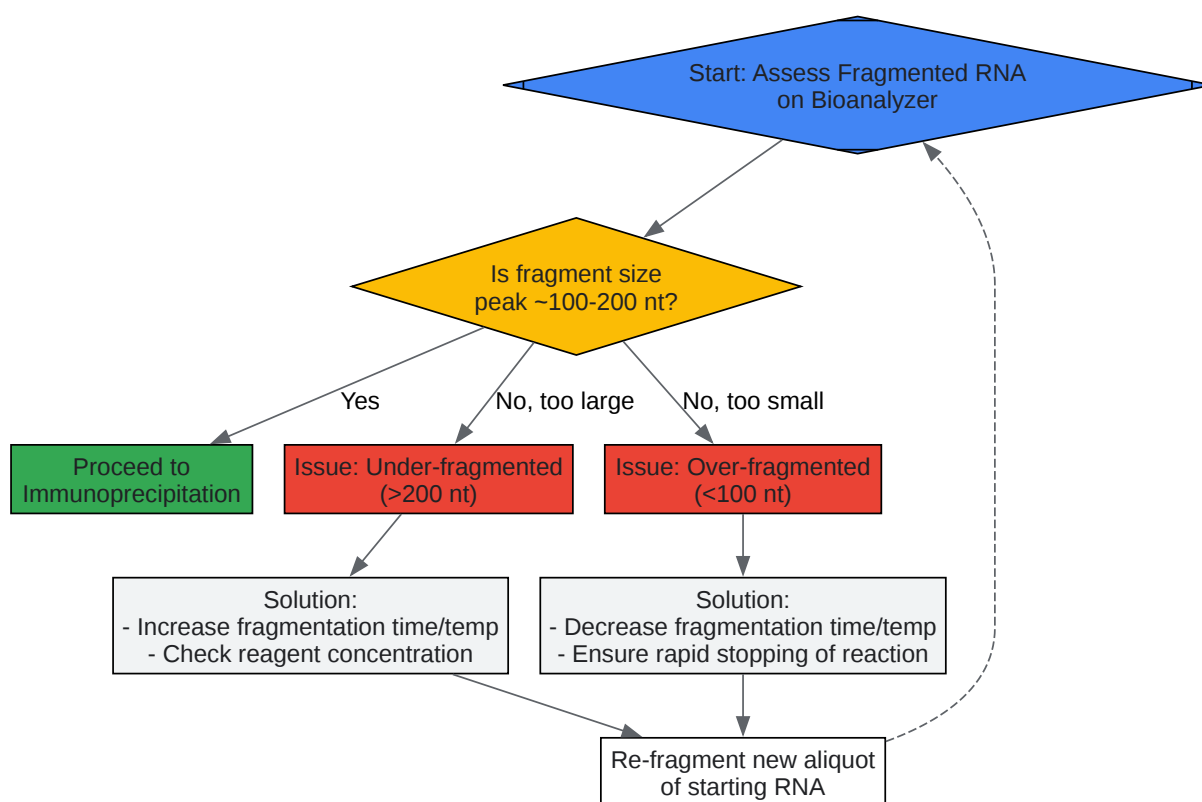 Start: Assess Fragmented RNA
on Bioanalyzer
Is fragment size
peak ~100-200 nt?
Yes
No, too large
No, too small
Proceed to
Immunoprecipitation
Issue: Under-fragmented
(>200 nt)
Issue: Over-fragmented
(<100 nt)
Solution:
- Increase fragmentation time/temp
- Check reagent concentration
Solution:
- Decrease fragmentation time/temp
- Ensure rapid stopping of reaction
Re-fragment new aliquot
of starting RNA